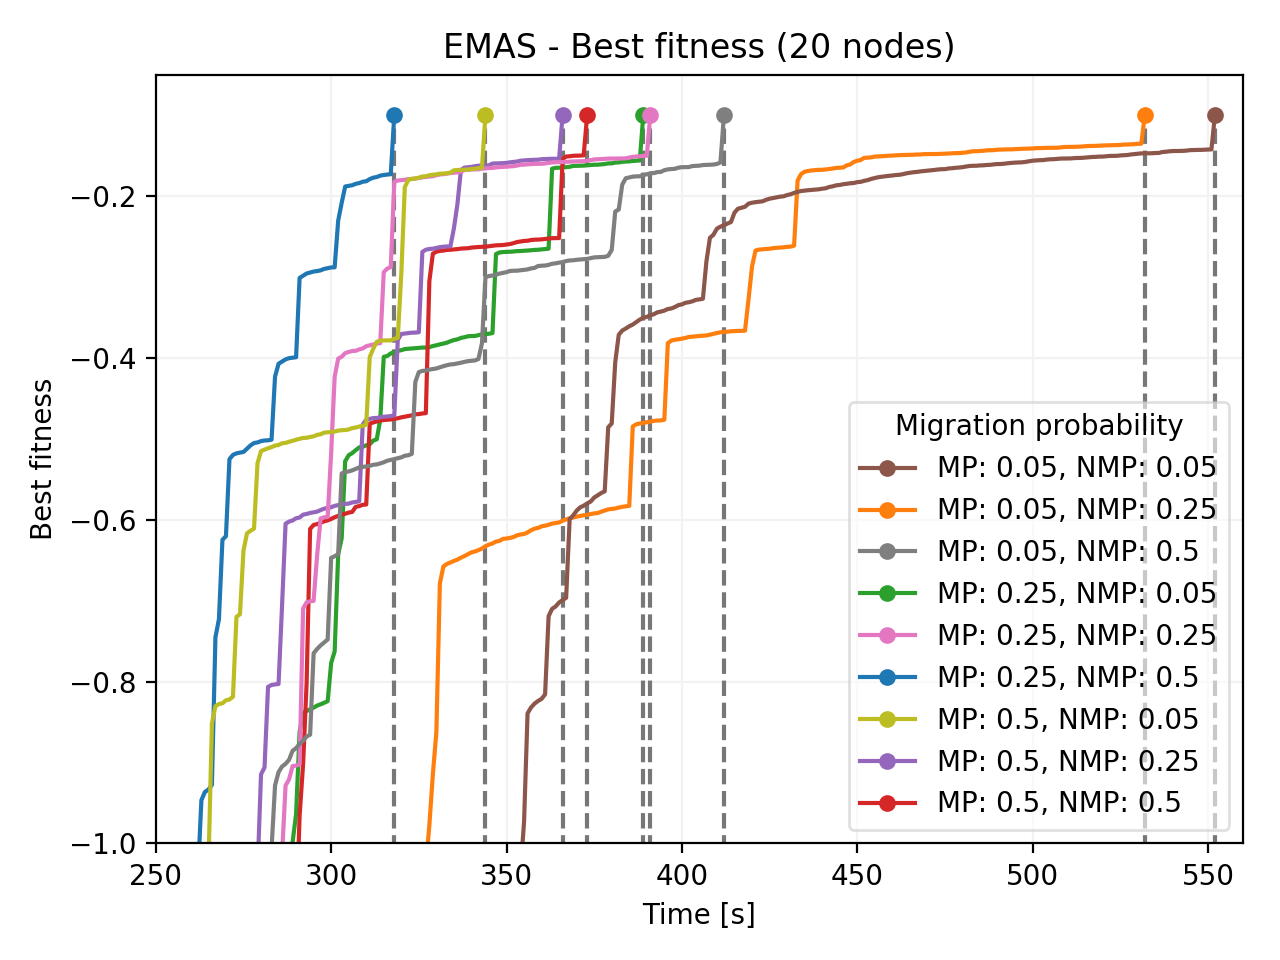 EMAS - Best fitness (20 nodes)
Best fitness
−0.2
−0.4
−0.6
−0.8
−1.0
250 300 350 400 450 500 550
Time [s]
Migration probability
MP: 0.05, NMP: 0.05
MP: 0.05, NMP: 0.25
MP: 0.05, NMP: 0.5
MP: 0.25, NMP: 0.05
MP: 0.25, NMP: 0.25
MP: 0.25, NMP: 0.5
MP: 0.5, NMP: 0.05
MP: 0.5, NMP: 0.25
MP: 0.5, NMP: 0.5